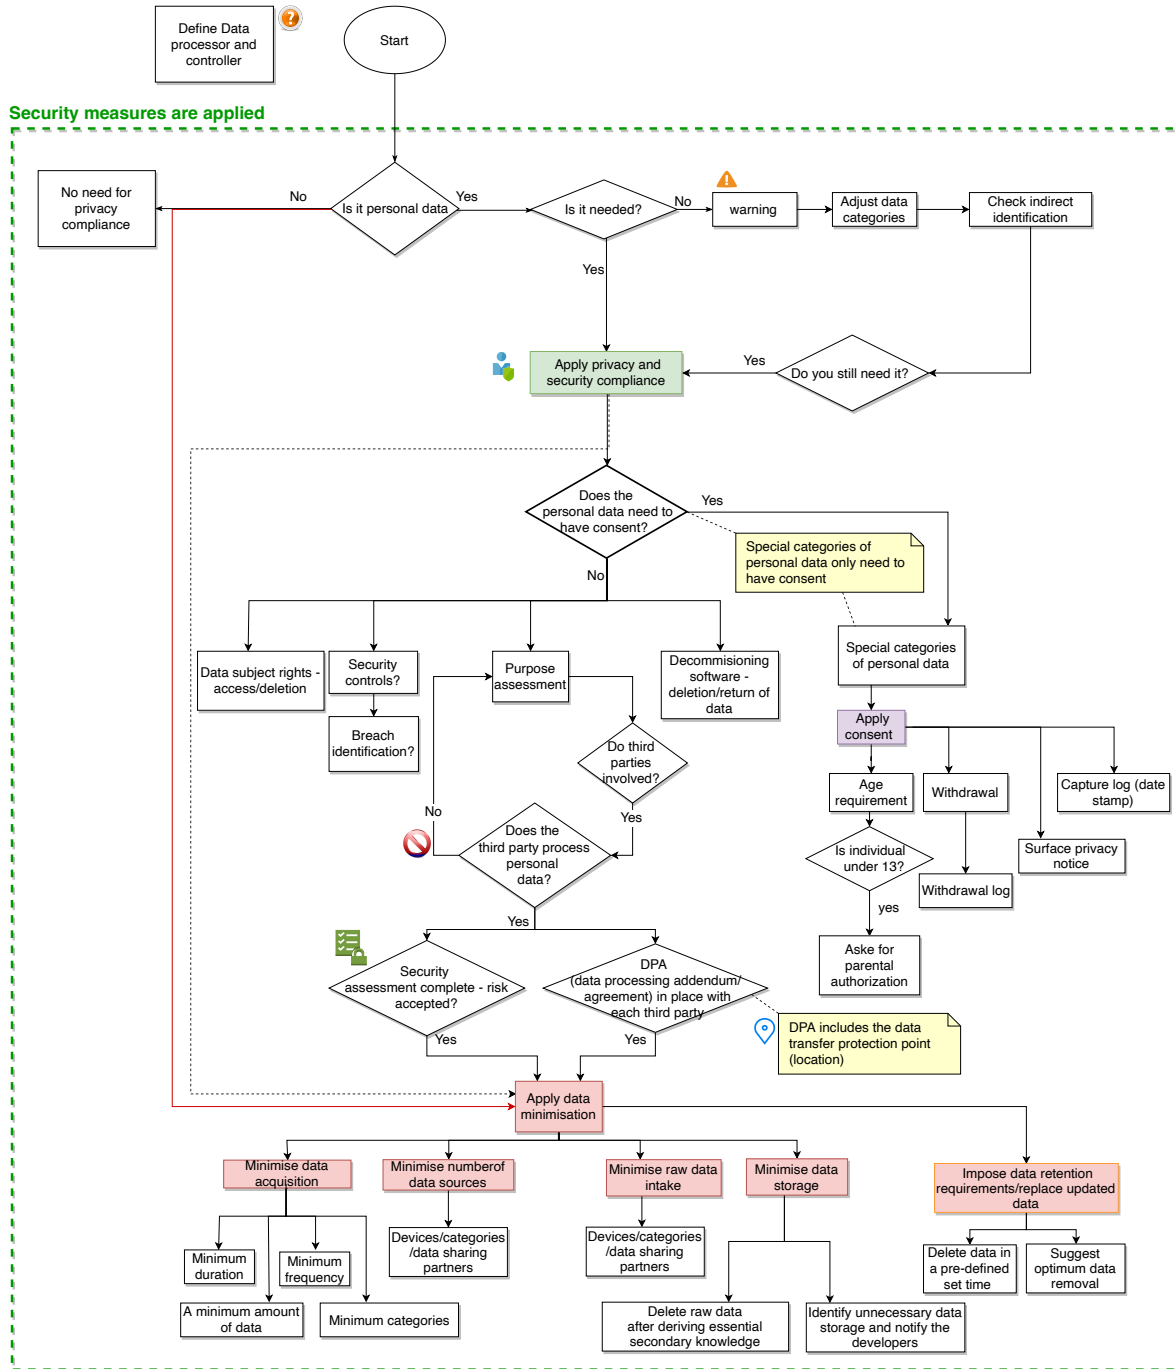 Define Data
processor and
controller
?
Start
Security measures are applied
No need for
privacy
compliance
No
Is it personal data
Yes
Is it needed?
No
warning
Adjust data
categories
Check indirect
identification
Yes
Apply privacy and
security compliance
Yes
Do you still need it?
Does the
personal data need to
have consent?
Yes
Special categories of
personal data only need to
have consent
No
Special categories
of personal data
Data subject rights -
access/deletion
Security
controls?
Purpose
assessment
Decommisioning
software -
deletion/return of
data
Breach
identification?
Do third
parties
involved?
Apply
consent
Age
requirement
Withdrawal
Capture log (date
stamp)
No
Yes
Does the
third party process
personal
data?
Is individual
under 13?
Surface privacy
notice
Withdrawal log
yes
Yes
Aske for
parental
authorization
Security
assessment complete - risk
accepted?
DPA
(data processing addendum/
agreement) in place with
each third party
DPA includes the data
transfer protection point
(location)
Yes
Yes
Apply data
minimisation
Minimise data
acquisition
Minimise numberof
data sources
Minimise raw data
intake
Minimise data
storage
Impose data retention
requirements/replace updated
data
Devices/categories
/data sharing
partners
Devices/categories
/data sharing
partners
Minimum
duration
Minimum
frequency
Delete data in
a pre-defined
set time
Suggest
optimum data
removal
A minimum amount
of data
Minimum categories
Delete raw data
after deriving essential
secondary knowledge
Identify unnecessary data
storage and notify the
developers